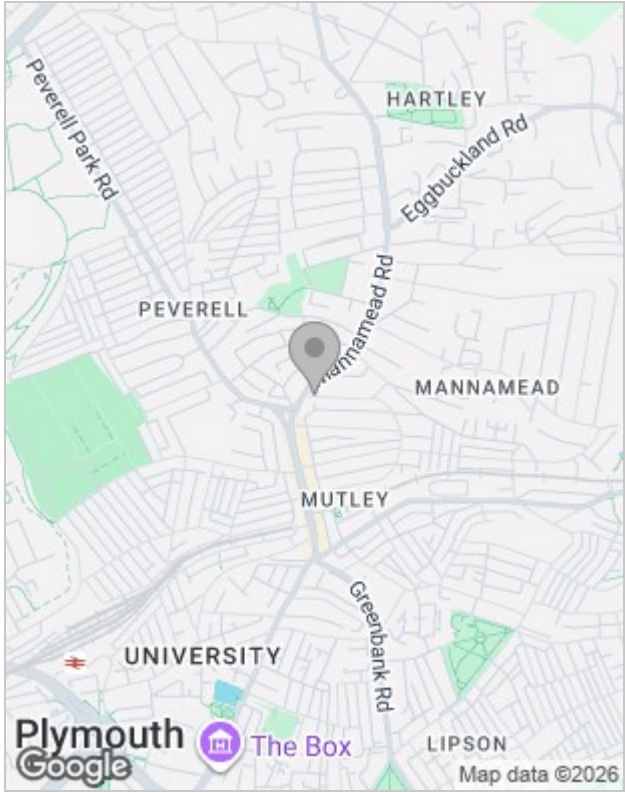 HARTLEY
Peverell Park Rd
Eggbuckland Rd
PEVERELL
Mannamead Rd
MANNAMEAD
MUTLEY
Greenbank Rd
UNIVERSITY
Plymouth
The Box
LIPSON
Google
Map data ©2026